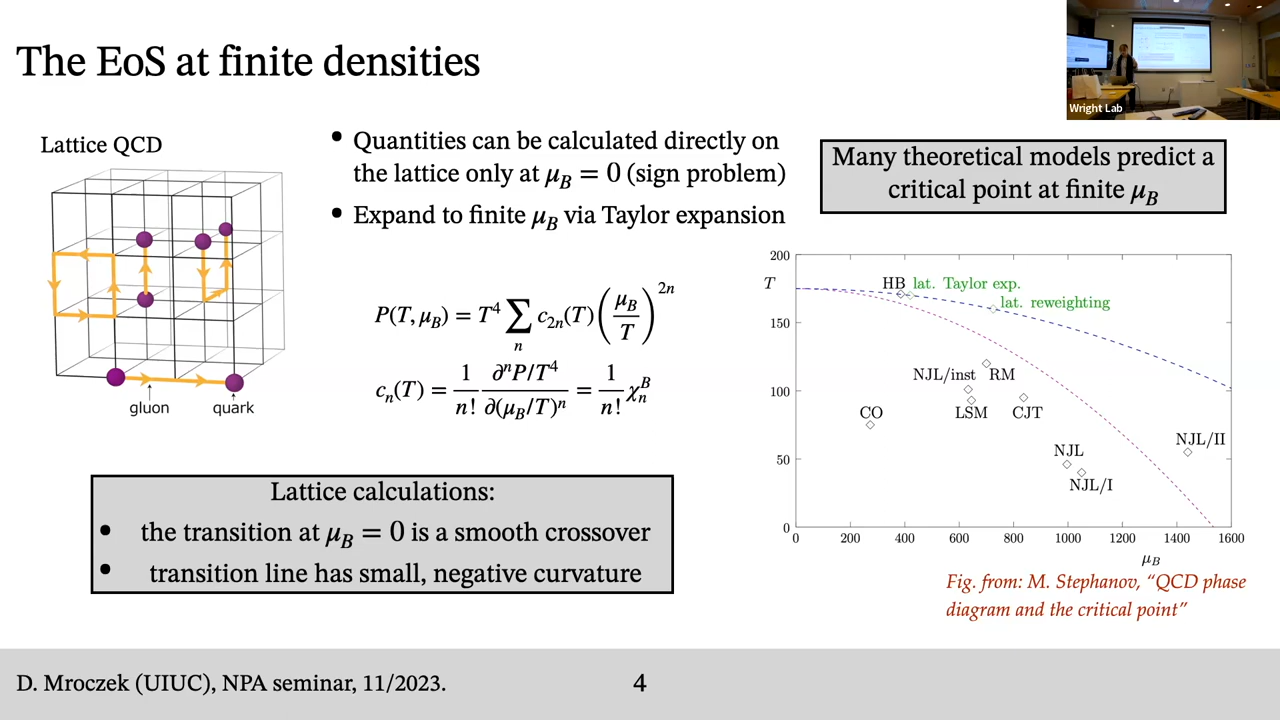 The EoS at finite densities
Wright Lab
Lattice QCD
gluon
quark
• Quantities can be calculated directly on
the lattice only at μ_B = 0 (sign problem)
• Expand to finite μ_B via Taylor expansion
P(T, μ_B) = T^4 ∑_n c_{2n}(T) (μ_B / T)^{2n}
c_n(T) = 1/n! ∂^n P/T^4 / ∂(μ_B/T)^n = 1/n! χ_n^B
Lattice calculations:
• the transition at μ_B = 0 is a smooth crossover
• transition line has small, negative curvature
Many theoretical models predict a
critical point at finite μ_B
200
T
HB lat. Taylor exp.
lat. reweighting
150
NJL/inst RM
100
CO LSM CJT
NJL/II
NJL
50
NJL/I
0
0 200 400 600 800 1000 1200 1400 1600
μ_B
Fig. from: M. Stephanov, “QCD phase
diagram and the critical point”
D. Mroczek (UIUC), NPA seminar, 11/2023.
4